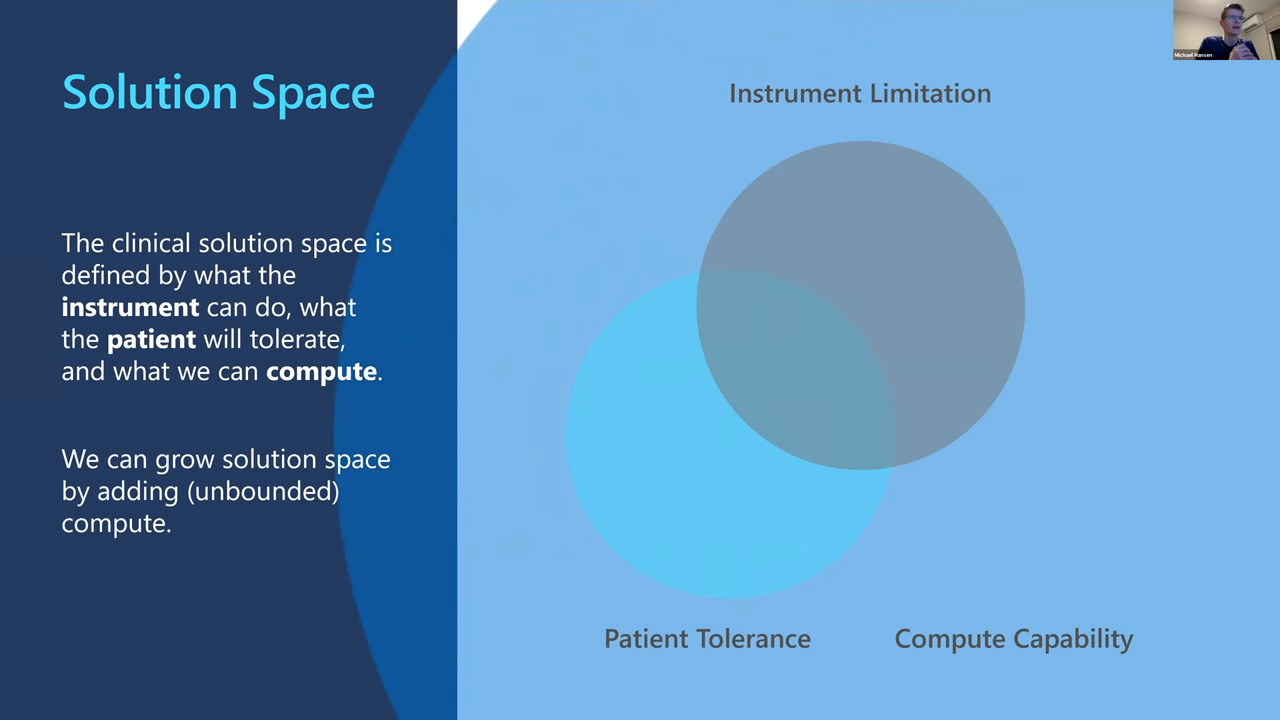 Solution Space
The clinical solution space is
defined by what the
instrument can do, what
the patient will tolerate,
and what we can compute.
We can grow solution space
by adding (unbounded)
compute.
Instrument Limitation
Patient Tolerance
Compute Capability
Michael Hansen